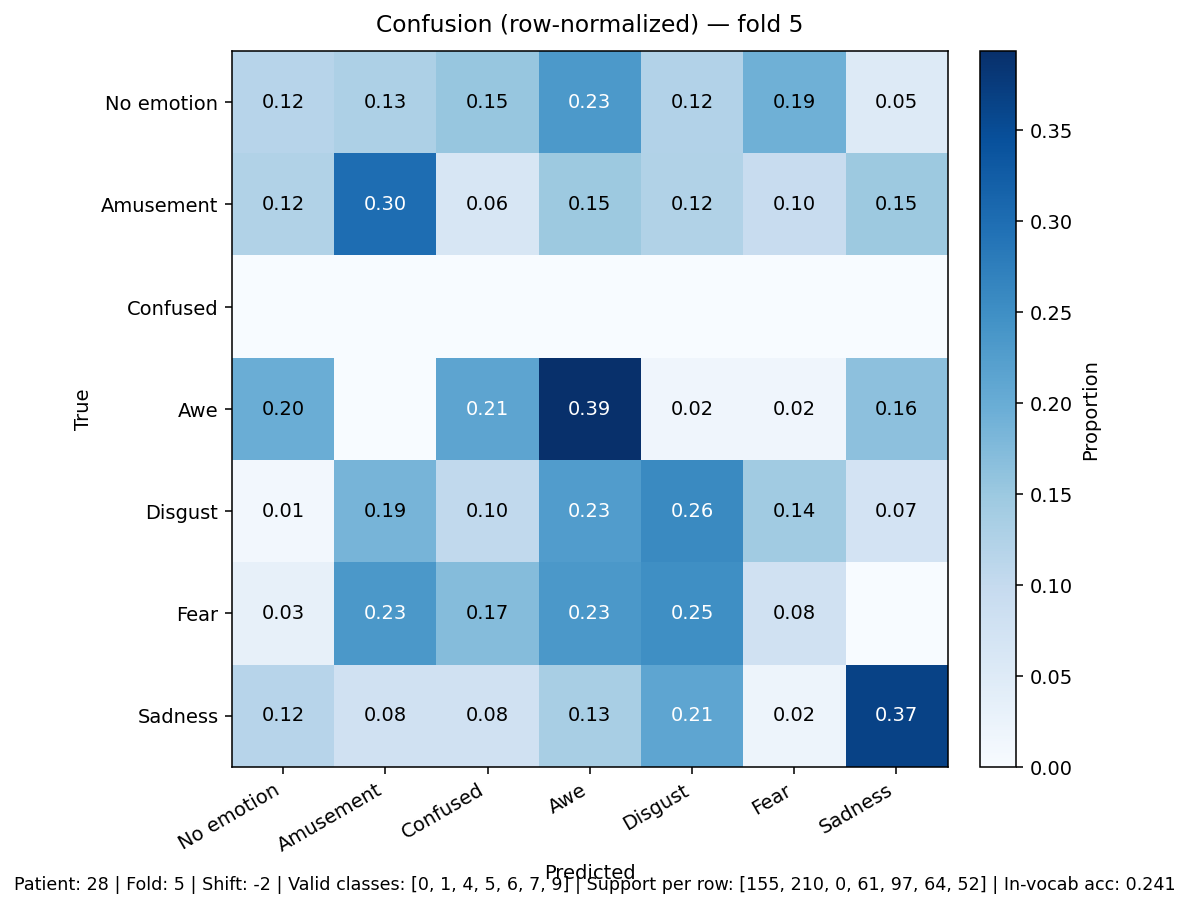 Confusion (row-normalized) — fold 5
No emotion 0.12 0.13 0.15 0.23 0.12 0.19 0.05
Amusement 0.12 0.30 0.06 0.15 0.12 0.10 0.15
Confused
Awe 0.20 0.21 0.39 0.02 0.02 0.16
Disgust 0.01 0.19 0.10 0.23 0.26 0.14 0.07
Fear 0.03 0.23 0.17 0.23 0.25 0.08
Sadness 0.12 0.08 0.08 0.13 0.21 0.02 0.37
True
No emotion Amusement Confused Awe Disgust Fear Sadness
Predicted
0.35
0.30
0.25
0.20
0.15
0.10
0.05
0.00
Proportion
Patient: 28 | Fold: 5 | Shift: -2 | Valid classes: [0, 1, 4, 5, 6, 7, 9] | Support per row: [155, 210, 0, 61, 97, 64, 52] | In-vocab acc: 0.241